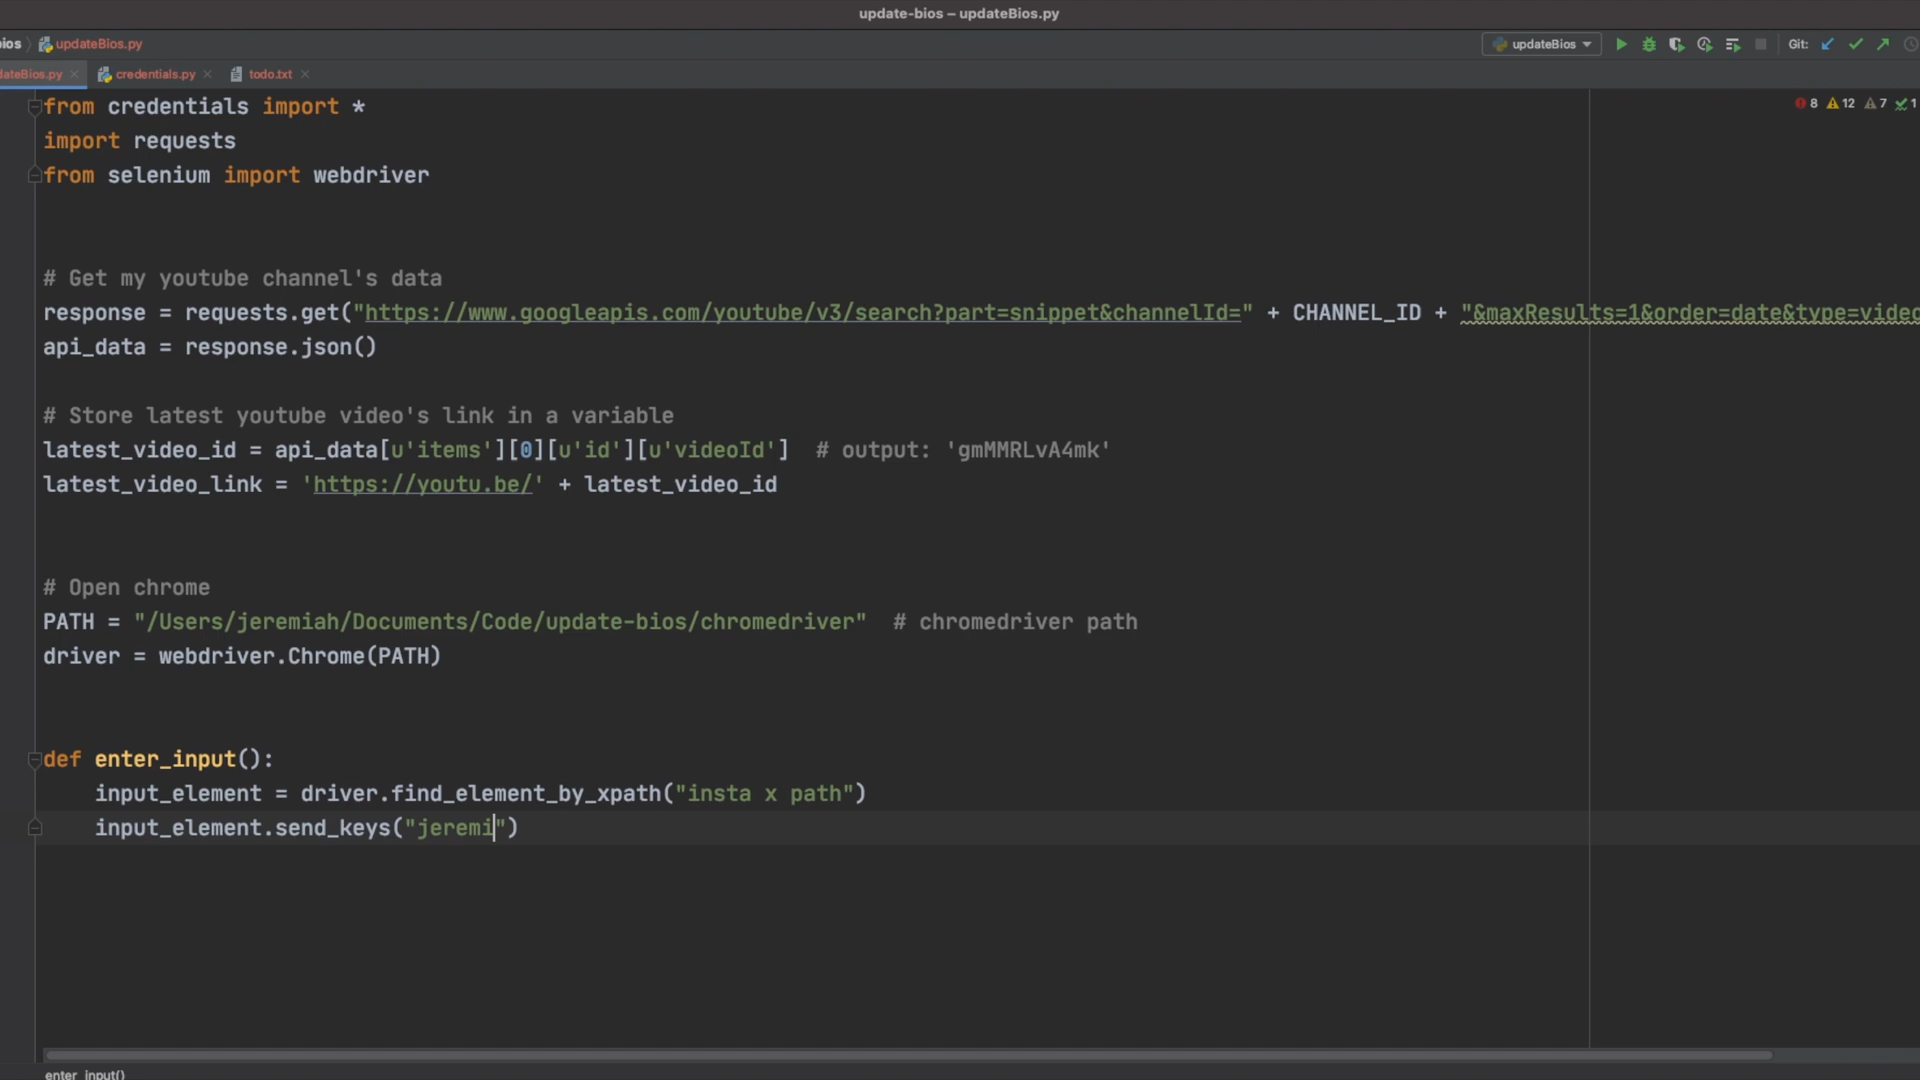 update-bios – updateBios.py
bios updateBios.py
updateBios Git:
dateBios.py credentials.py todo.txt
8 12 7 1
from credentials import *
import requests
from selenium import webdriver
# Get my youtube channel's data
response = requests.get("https://www.googleapis.com/youtube/v3/search?part=snippet&channelId=" + CHANNEL_ID + "&maxResults=1&order=date&type=video
api_data = response.json()
# Store latest youtube video's link in a variable
latest_video_id = api_data[u'items'][0][u'id'][u'videoId']  # output: 'gmMMRLvA4mk'
latest_video_link = 'https://youtu.be/' + latest_video_id
# Open chrome
PATH = "/Users/jeremiah/Documents/Code/update-bios/chromedriver"  # chromedriver path
driver = webdriver.Chrome(PATH)
def enter_input():
    input_element = driver.find_element_by_xpath("insta x path")
    input_element.send_keys("jeremi")
enter_input()